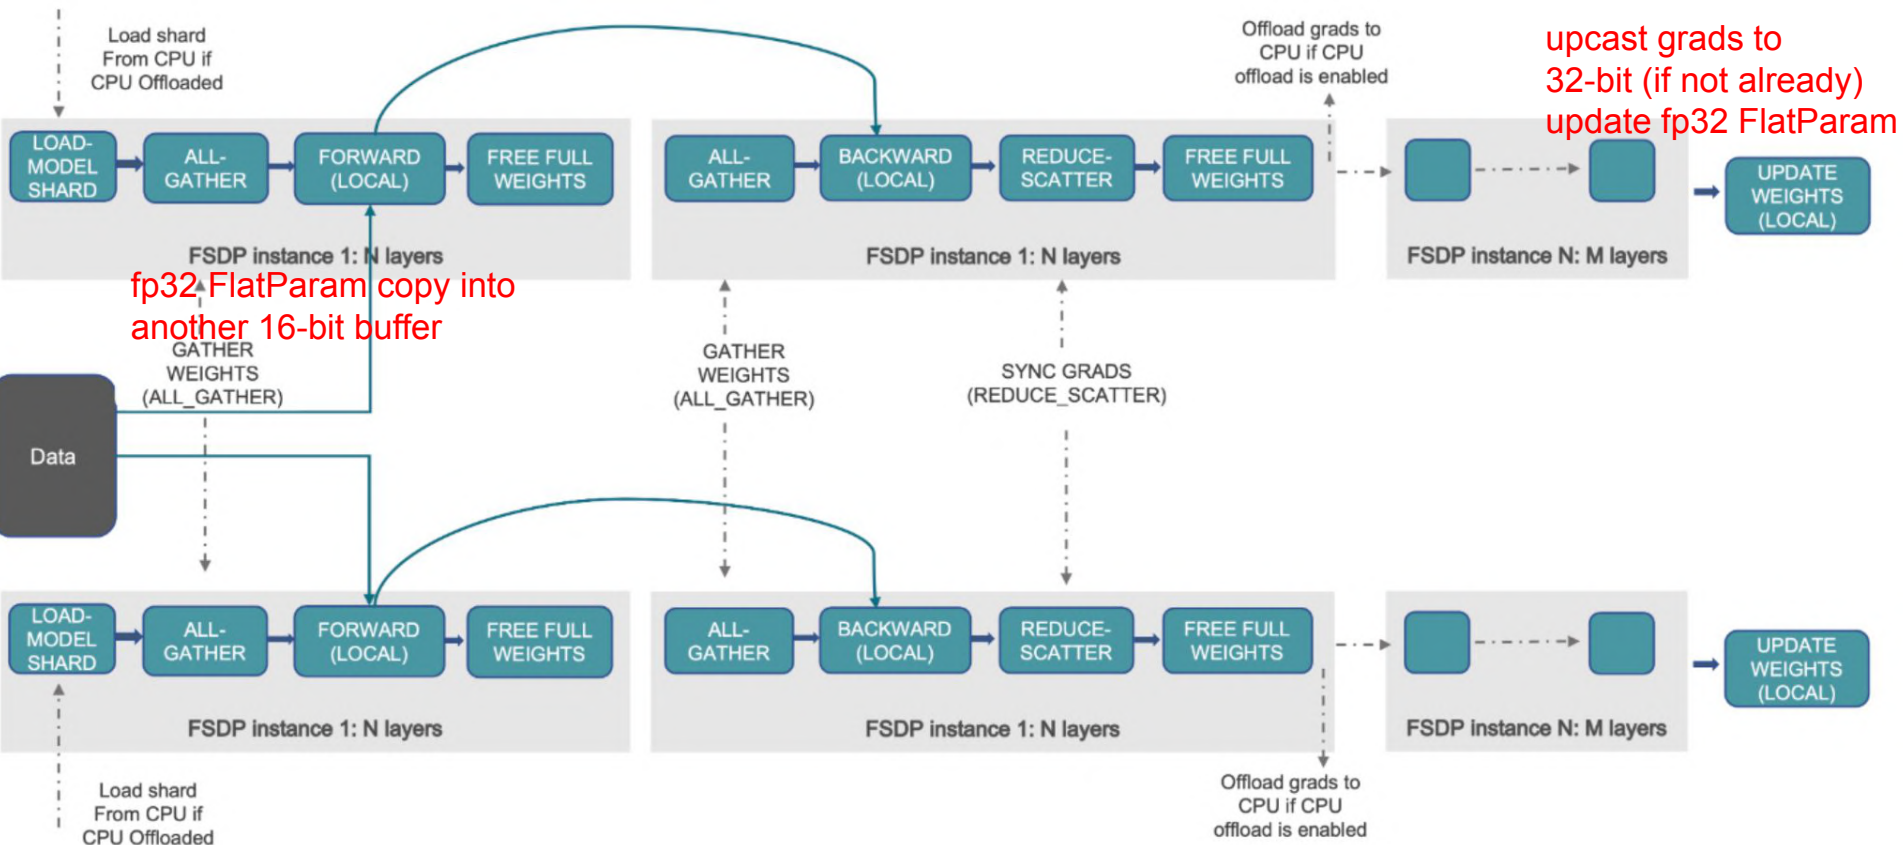 Load shard
From CPU if
CPU Offloaded
Offload grads to
CPU if CPU
offload is enabled
upcast grads to
32-bit (if not already)
update fp32 FlatParam
LOAD-
MODEL
SHARD
ALL-
GATHER
FORWARD
(LOCAL)
FREE FULL
WEIGHTS
FSDP instance 1: N layers
ALL-
GATHER
BACKWARD
(LOCAL)
REDUCE-
SCATTER
FREE FULL
WEIGHTS
FSDP instance 1: N layers
FSDP instance N: M layers
UPDATE
WEIGHTS
(LOCAL)
fp32 FlatParam copy into
another 16-bit buffer
GATHER
WEIGHTS
(ALL_GATHER)
GATHER
WEIGHTS
(ALL_GATHER)
SYNC GRADS
(REDUCE_SCATTER)
Data
LOAD-
MODEL
SHARD
ALL-
GATHER
FORWARD
(LOCAL)
FREE FULL
WEIGHTS
FSDP instance 1: N layers
ALL-
GATHER
BACKWARD
(LOCAL)
REDUCE-
SCATTER
FREE FULL
WEIGHTS
FSDP instance 1: N layers
FSDP instance N: M layers
UPDATE
WEIGHTS
(LOCAL)
Load shard
From CPU if
CPU Offloaded
Offload grads to
CPU if CPU
offload is enabled